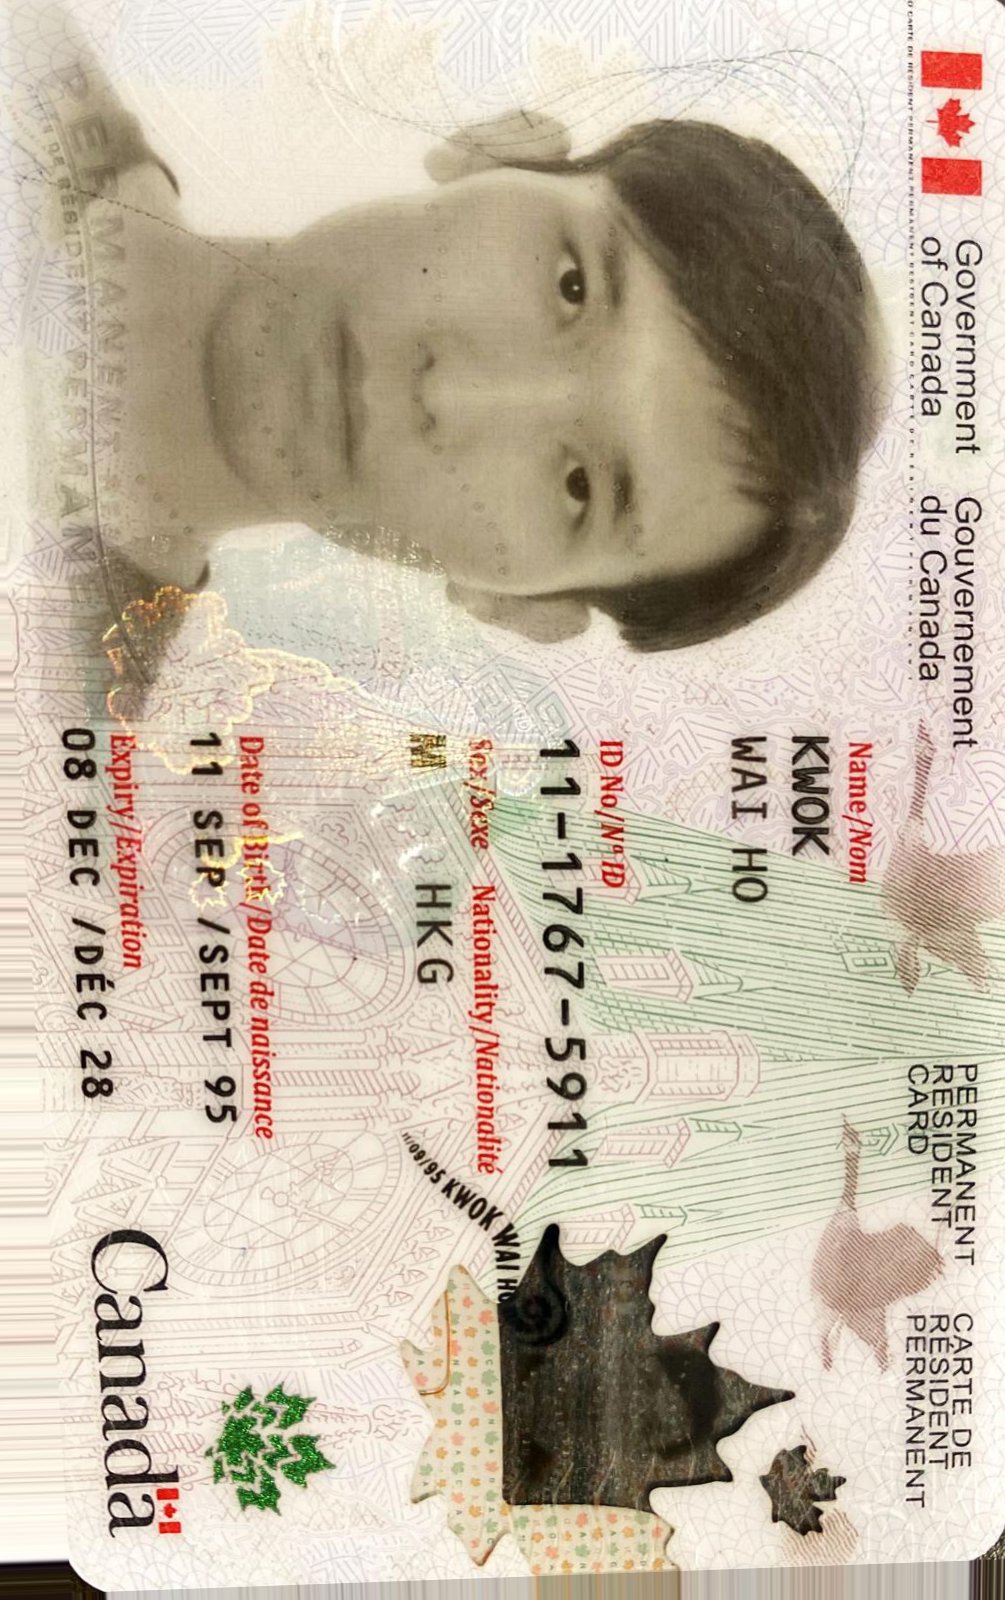 Government of Canada
Gouvernement du Canada
PERMANENT RESIDENT CARD
CARTE DE RÉSIDENT PERMANENT
Name/Nom
KWOK
WAI HO
ID No/Nº ID
11-1767-5911
Sex/Sexe Nationality/Nationalité
M HKG
Date of Birth/Date de naissance
11 SEP /SEPT 95
Expiry/Expiration
08 DEC /DÉC 28
11/09/95 KWOK WAI HO
Canada